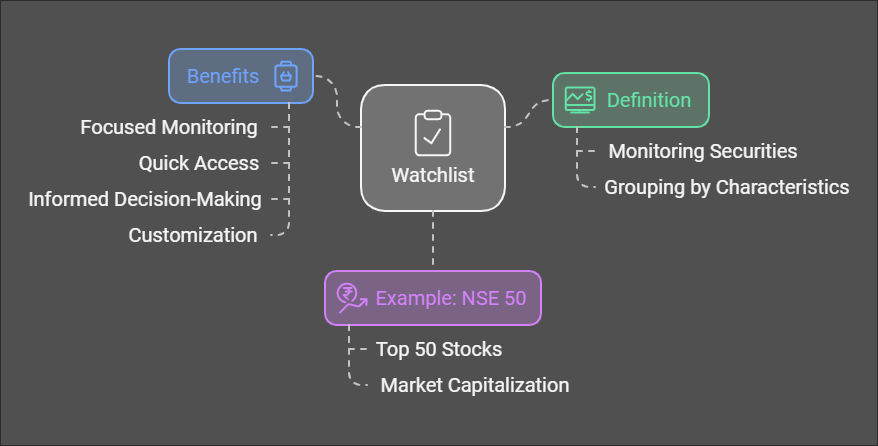 Benefits
Focused Monitoring
Quick Access
Informed Decision-Making
Customization
Watchlist
Definition
Monitoring Securities
Grouping by Characteristics
Example: NSE 50
Top 50 Stocks
Market Capitalization